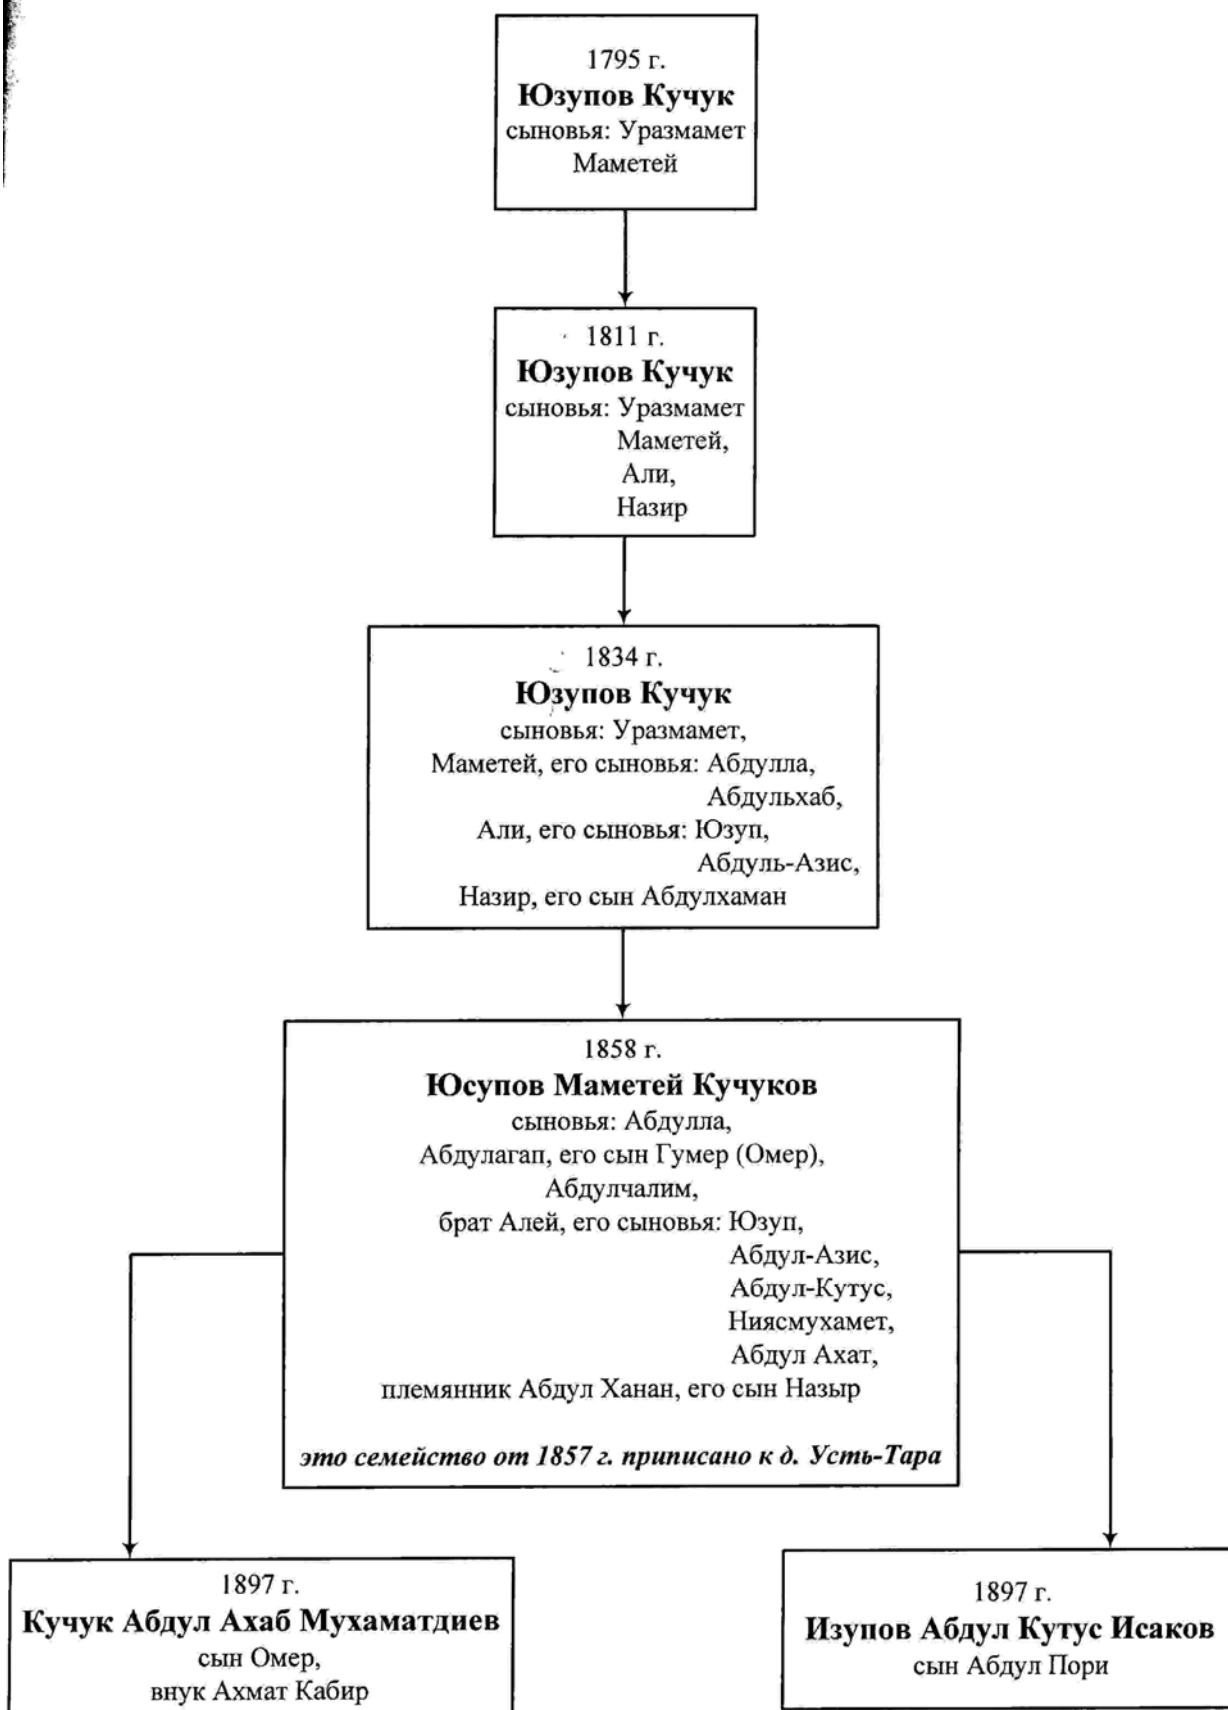 1795 г.
Юзупов Кучук
сыновья: Уразмамет
Маметей
1811 г.
Юзупов Кучук
сыновья: Уразмамет
Маметей,
Али,
Назир
1834 г.
Юзупов Кучук
сыновья: Уразмамет,
Маметей, его сыновья: Абдулла,
Абдульхаб,
Али, его сыновья: Юзуп,
Абдуль-Азис,
Назир, его сын Абдулхаман
1858 г.
Юсупов Маметей Кучуков
сыновья: Абдулла,
Абдулагап, его сын Гумер (Омер),
Абдулчалим,
брат Алей, его сыновья: Юзуп,
Абдул-Азис,
Абдул-Кутус,
Ниясмухамет,
Абдул Ахат,
племянник Абдул Ханан, его сын Назыр
это семейство от 1857 г. приписано к д. Усть-Тара
1897 г.
Кучук Абдул Ахаб Мухаматдиев
сын Омер,
внук Ахмат Кабир
1897 г.
Изупов Абдул Кутус Исаков
сын Абдул Пори